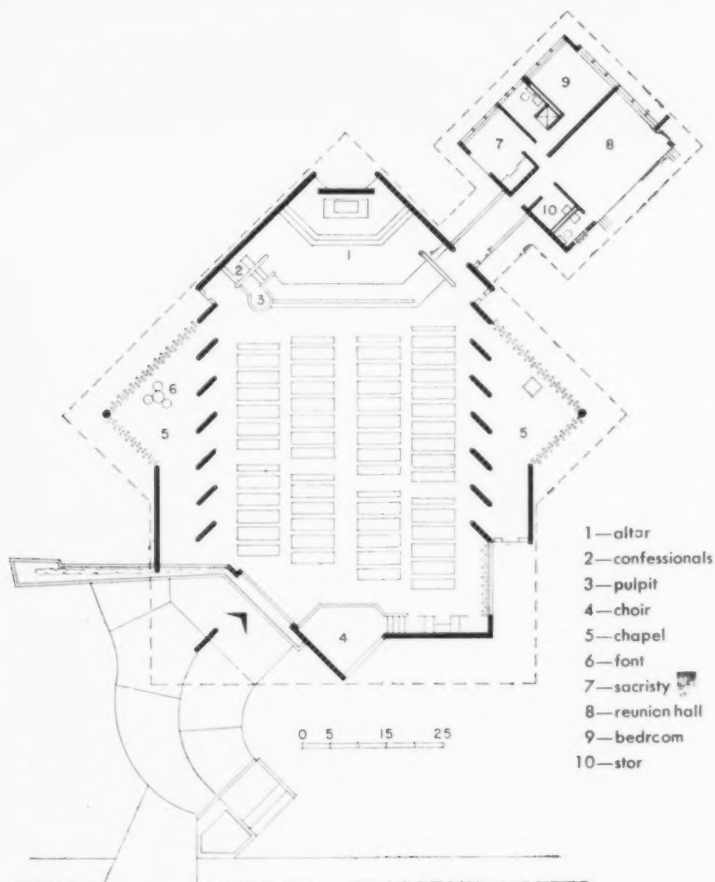 9
7
8
10
1
2
3
6
5
5
4
0 5 15 25
1—altar
2—confessionals
3—pulpit
4—choir
5—chapel
6—font
7—sacristy
8—reunion hall
9—bedroom
10—stor